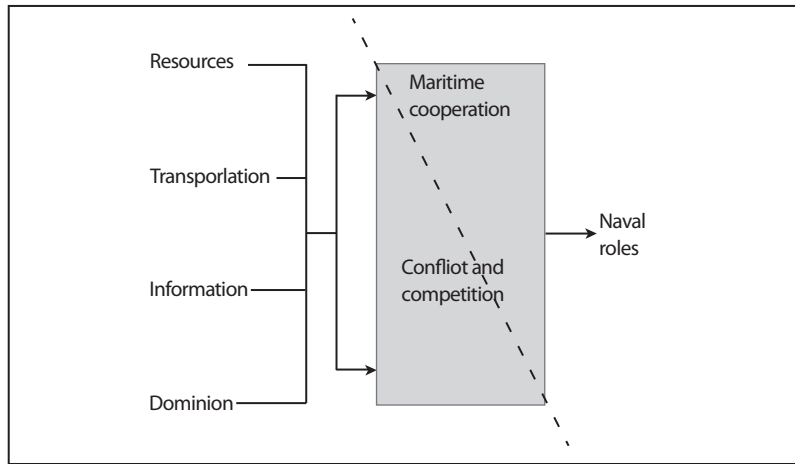 Resources
Maritime
cooperation
Transporlation
Naval
roles
Confliot and
competition
Information
Dominion